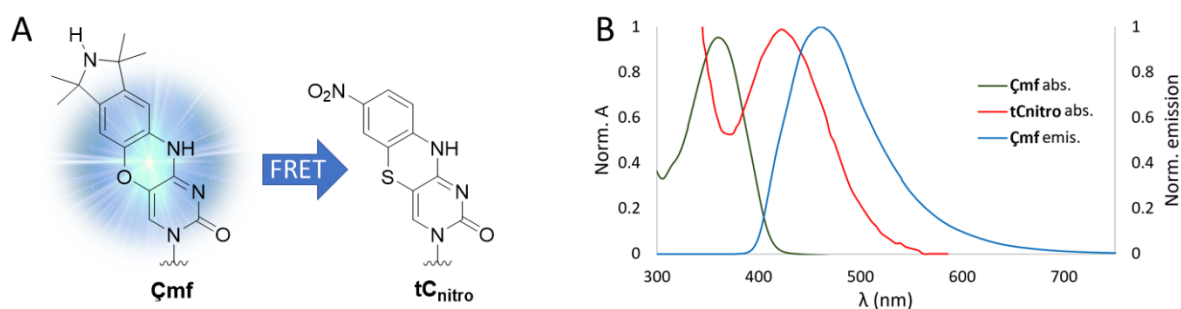 A
H
N
NH
O
N
N
O
Çmf
FRET
O₂N
NH
S
N
N
O
tCnitro
B
Norm. A
1
0.8
0.6
0.4
0.2
0
300
400
500
600
700
λ (nm)
1
0.8
0.6
0.4
0.2
0
Norm. emission
Çmf abs.
tCnitro abs.
Çmf emis.